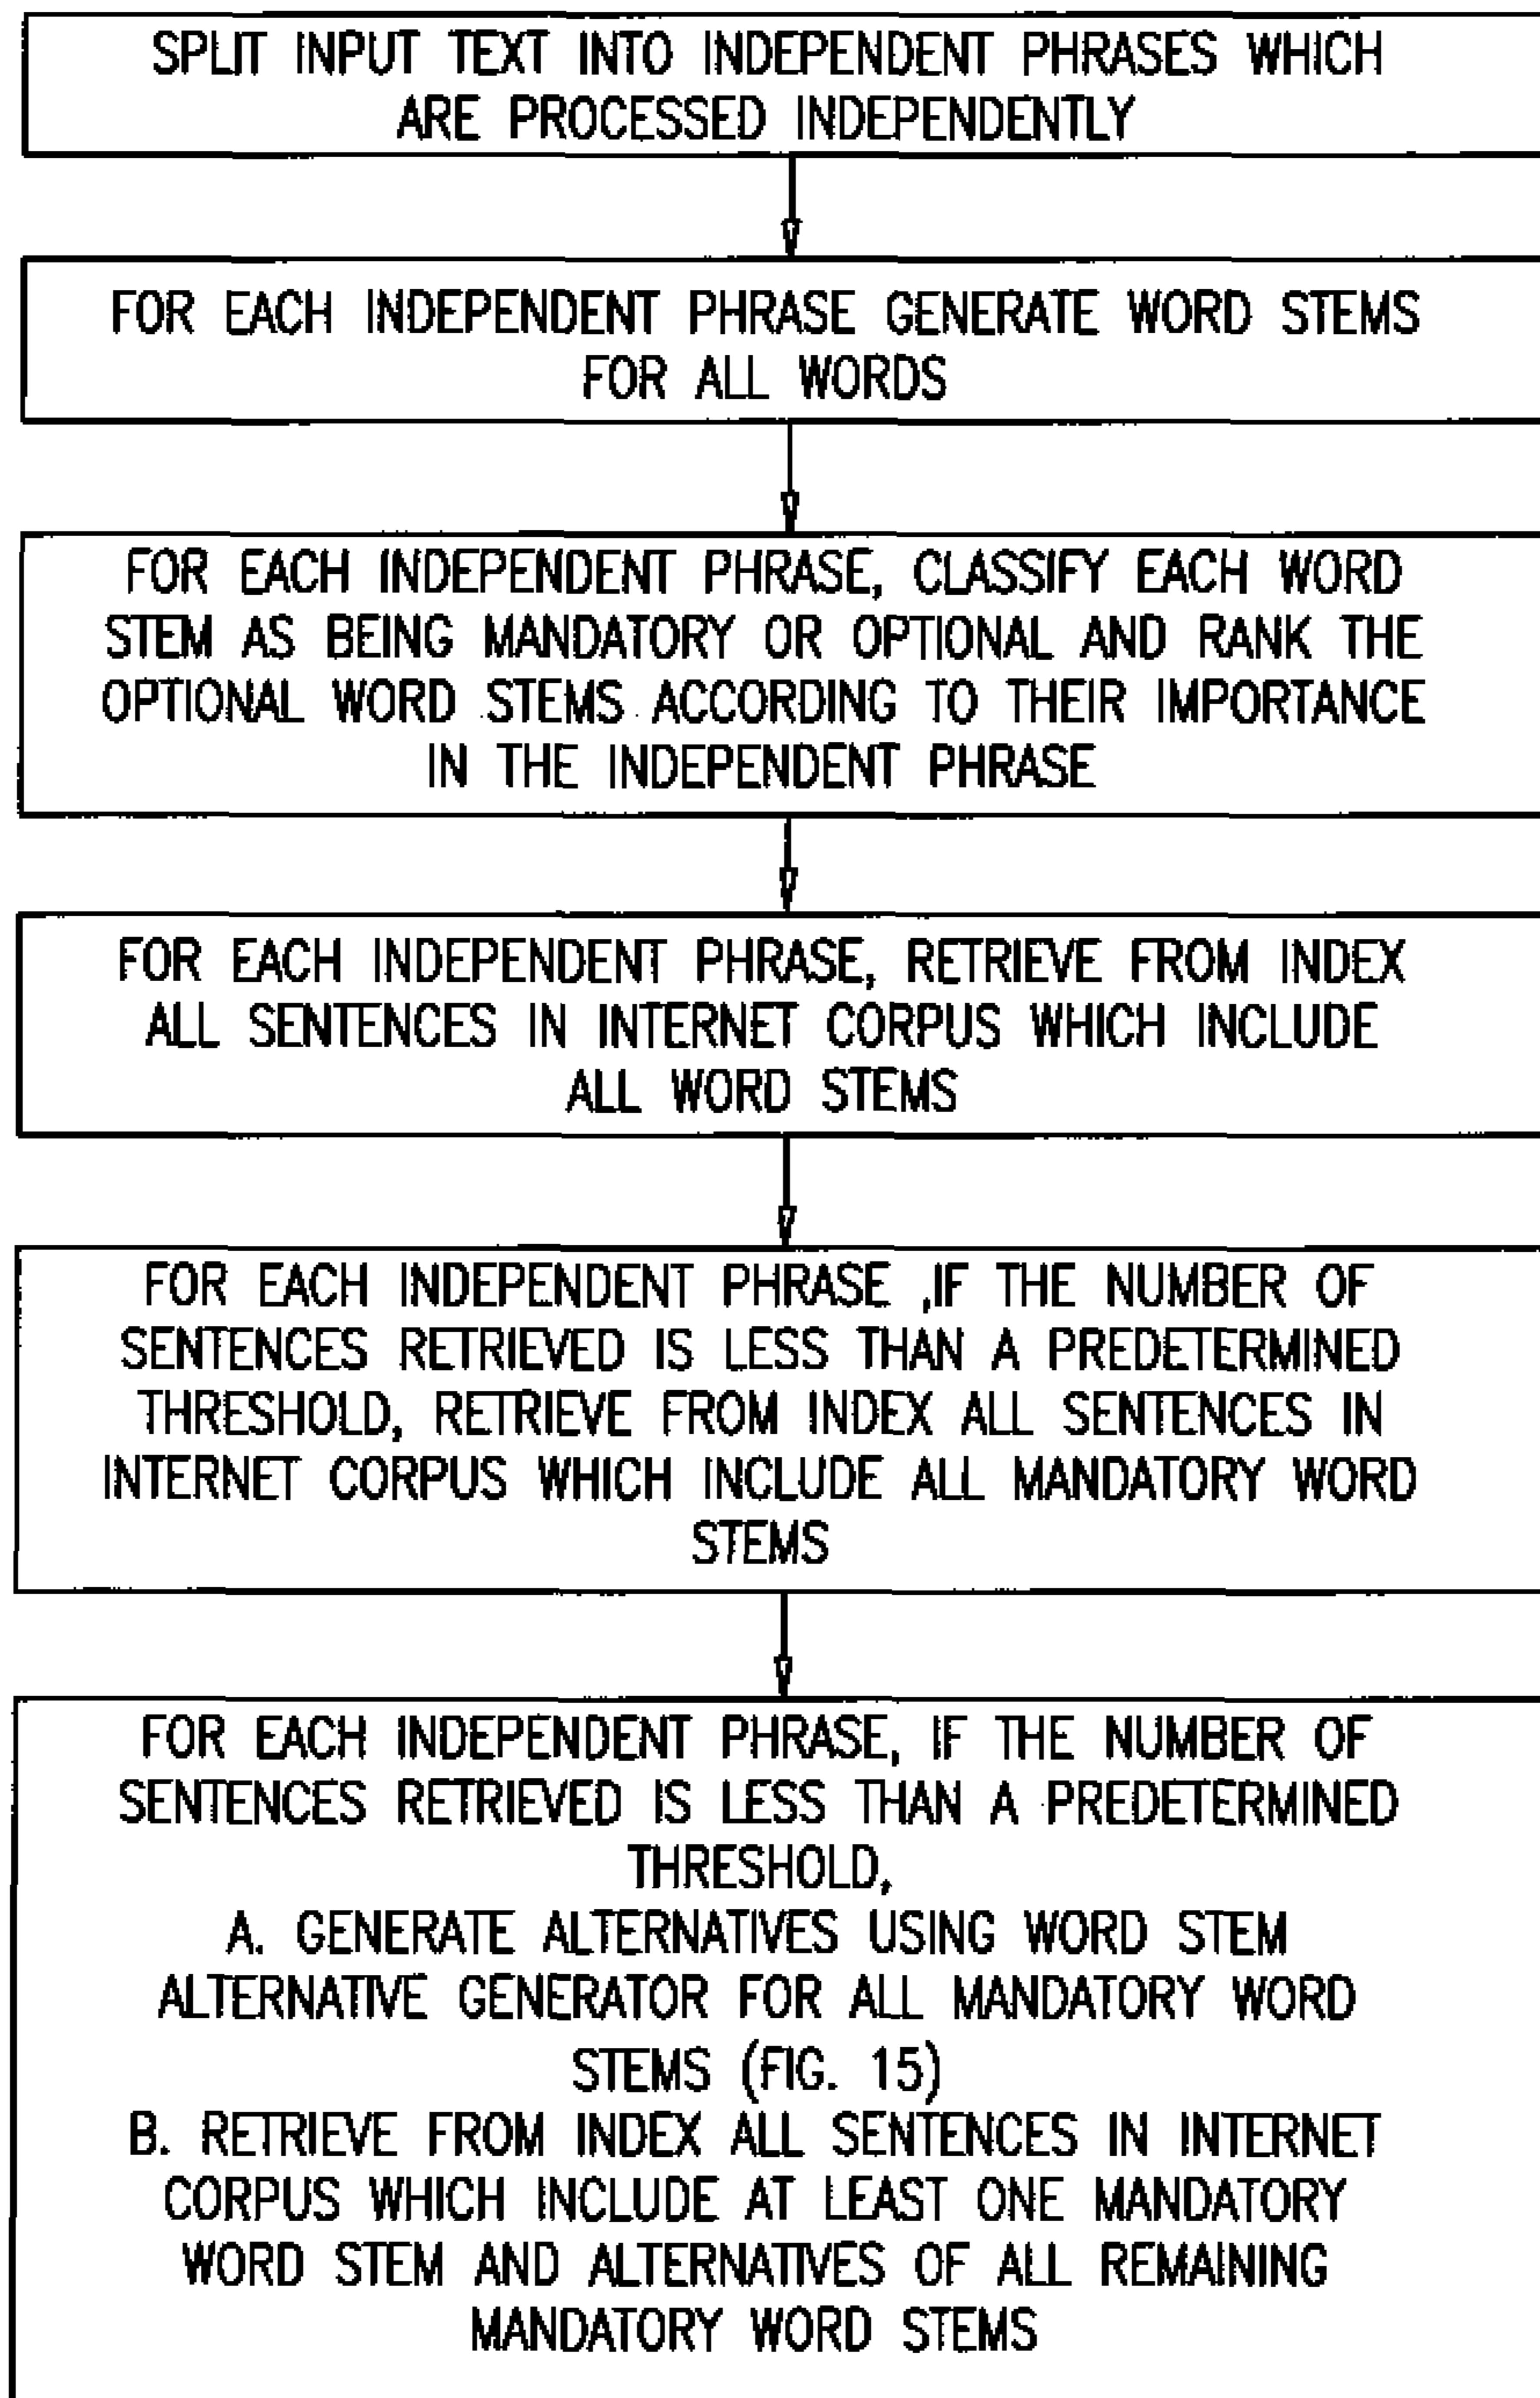 SPLIT INPUT TEXT INTO INDEPENDENT PHRASES WHICH
ARE PROCESSED INDEPENDENTLY
FOR EACH INDEPENDENT PHRASE GENERATE WORD STEMS
FOR ALL WORDS
FOR EACH INDEPENDENT PHRASE, CLASSIFY EACH WORD
STEM AS BEING MANDATORY OR OPTIONAL AND RANK THE
OPTIONAL WORD STEMS ACCORDING TO THEIR IMPORTANCE
IN THE INDEPENDENT PHRASE
FOR EACH INDEPENDENT PHRASE, RETRIEVE FROM INDEX
ALL SENTENCES IN INTERNET CORPUS WHICH INCLUDE
ALL WORD STEMS
FOR EACH INDEPENDENT PHRASE ,IF THE NUMBER OF
SENTENCES RETRIEVED IS LESS THAN A PREDETERMINED
THRESHOLD, RETRIEVE FROM INDEX ALL SENTENCES IN
INTERNET CORPUS WHICH INCLUDE ALL MANDATORY WORD
STEMS
FOR EACH INDEPENDENT PHRASE, IF THE NUMBER OF
SENTENCES RETRIEVED IS LESS THAN A PREDETERMINED
THRESHOLD,
A. GENERATE ALTERNATIVES USING WORD STEM
ALTERNATIVE GENERATOR FOR ALL MANDATORY WORD
STEMS (FIG. 15)
B. RETRIEVE FROM INDEX ALL SENTENCES IN INTERNET
CORPUS WHICH INCLUDE AT LEAST ONE MANDATORY
WORD STEM AND ALTERNATIVES OF ALL REMAINING
MANDATORY WORD STEMS